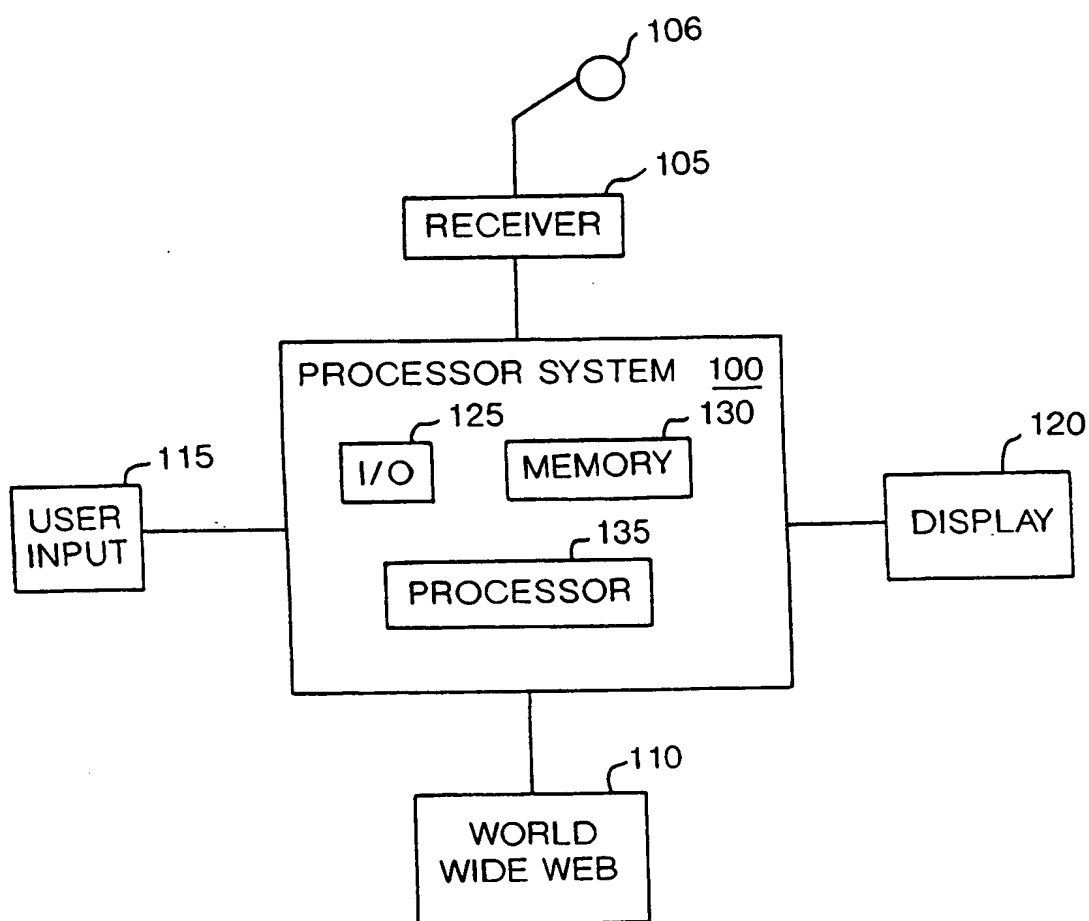 106
105
RECEIVER
PROCESSOR SYSTEM 100
125
130
I/O
MEMORY
115
120
USER
INPUT
DISPLAY
135
PROCESSOR
110
WORLD
WIDE WEB